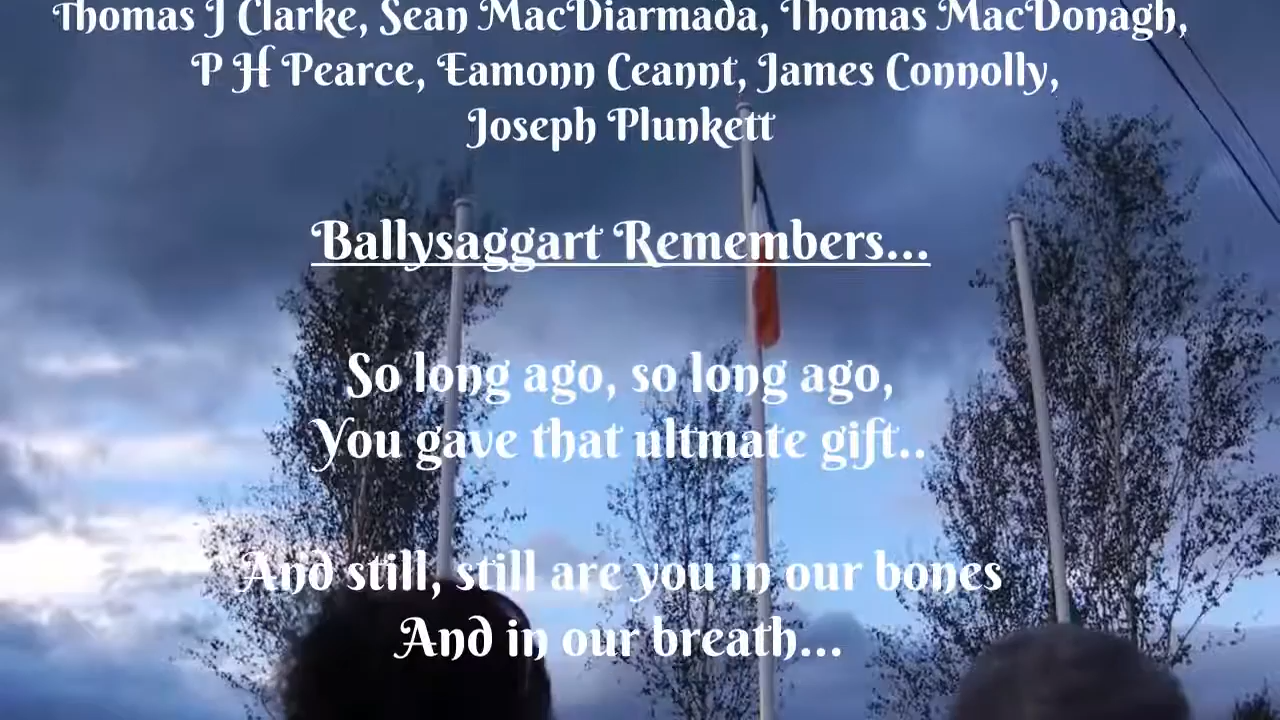 Thomas J Clarke, Sean MacDiarmada, Thomas MacDonagh,
P H Pearce, Eamonn Ceannt, James Connolly,
Joseph Plunkett
Ballysaggart Remembers...
So long ago, so long ago,
You gave that ultmate gift..
And still, still are you in our bones
And in our breath...